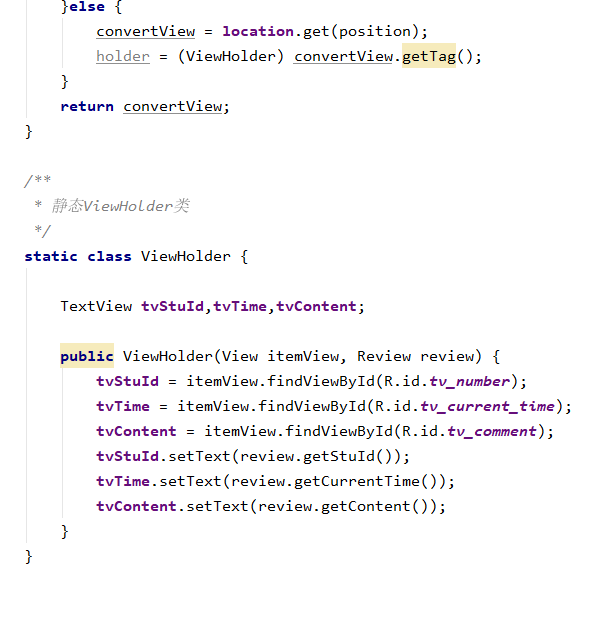 }else {
convertView = location.get(position);
holder = (ViewHolder) convertView.getTag();
}
return convertView;
}
/**
* 静态ViewHolder类
*/
static class ViewHolder {
TextView tvStuId,tvTime,tvContent;
public ViewHolder(View itemView, Review review) {
tvStuId = itemView.findViewById(R.id.tv_number);
tvTime = itemView.findViewById(R.id.tv_current_time);
tvContent = itemView.findViewById(R.id.tv_comment);
tvStuId.setText(review.getStuId());
tvTime.setText(review.getCurrentTime());
tvContent.setText(review.getContent());
}
}